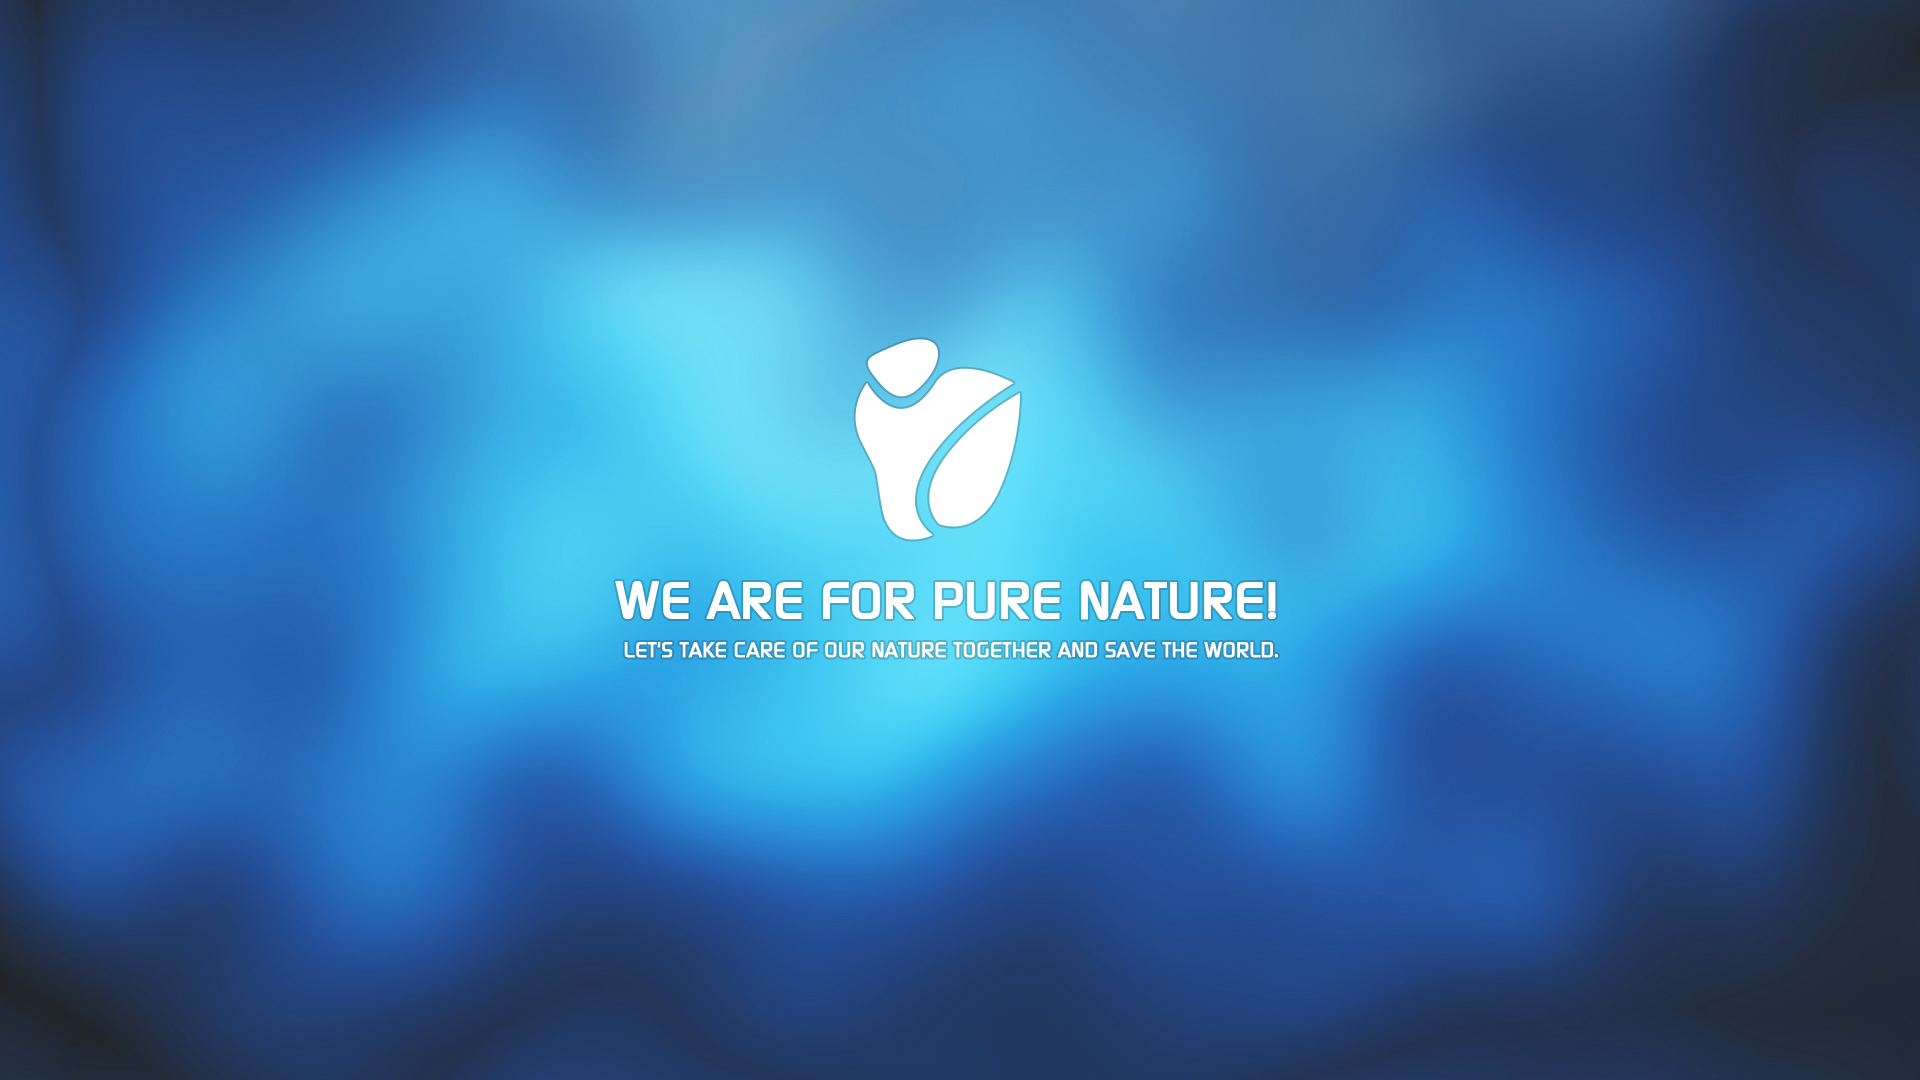 WE ARE FOR PURE NATURE!
LET'S TAKE CARE OF OUR NATURE TOGETHER AND SAVE THE WORLD.